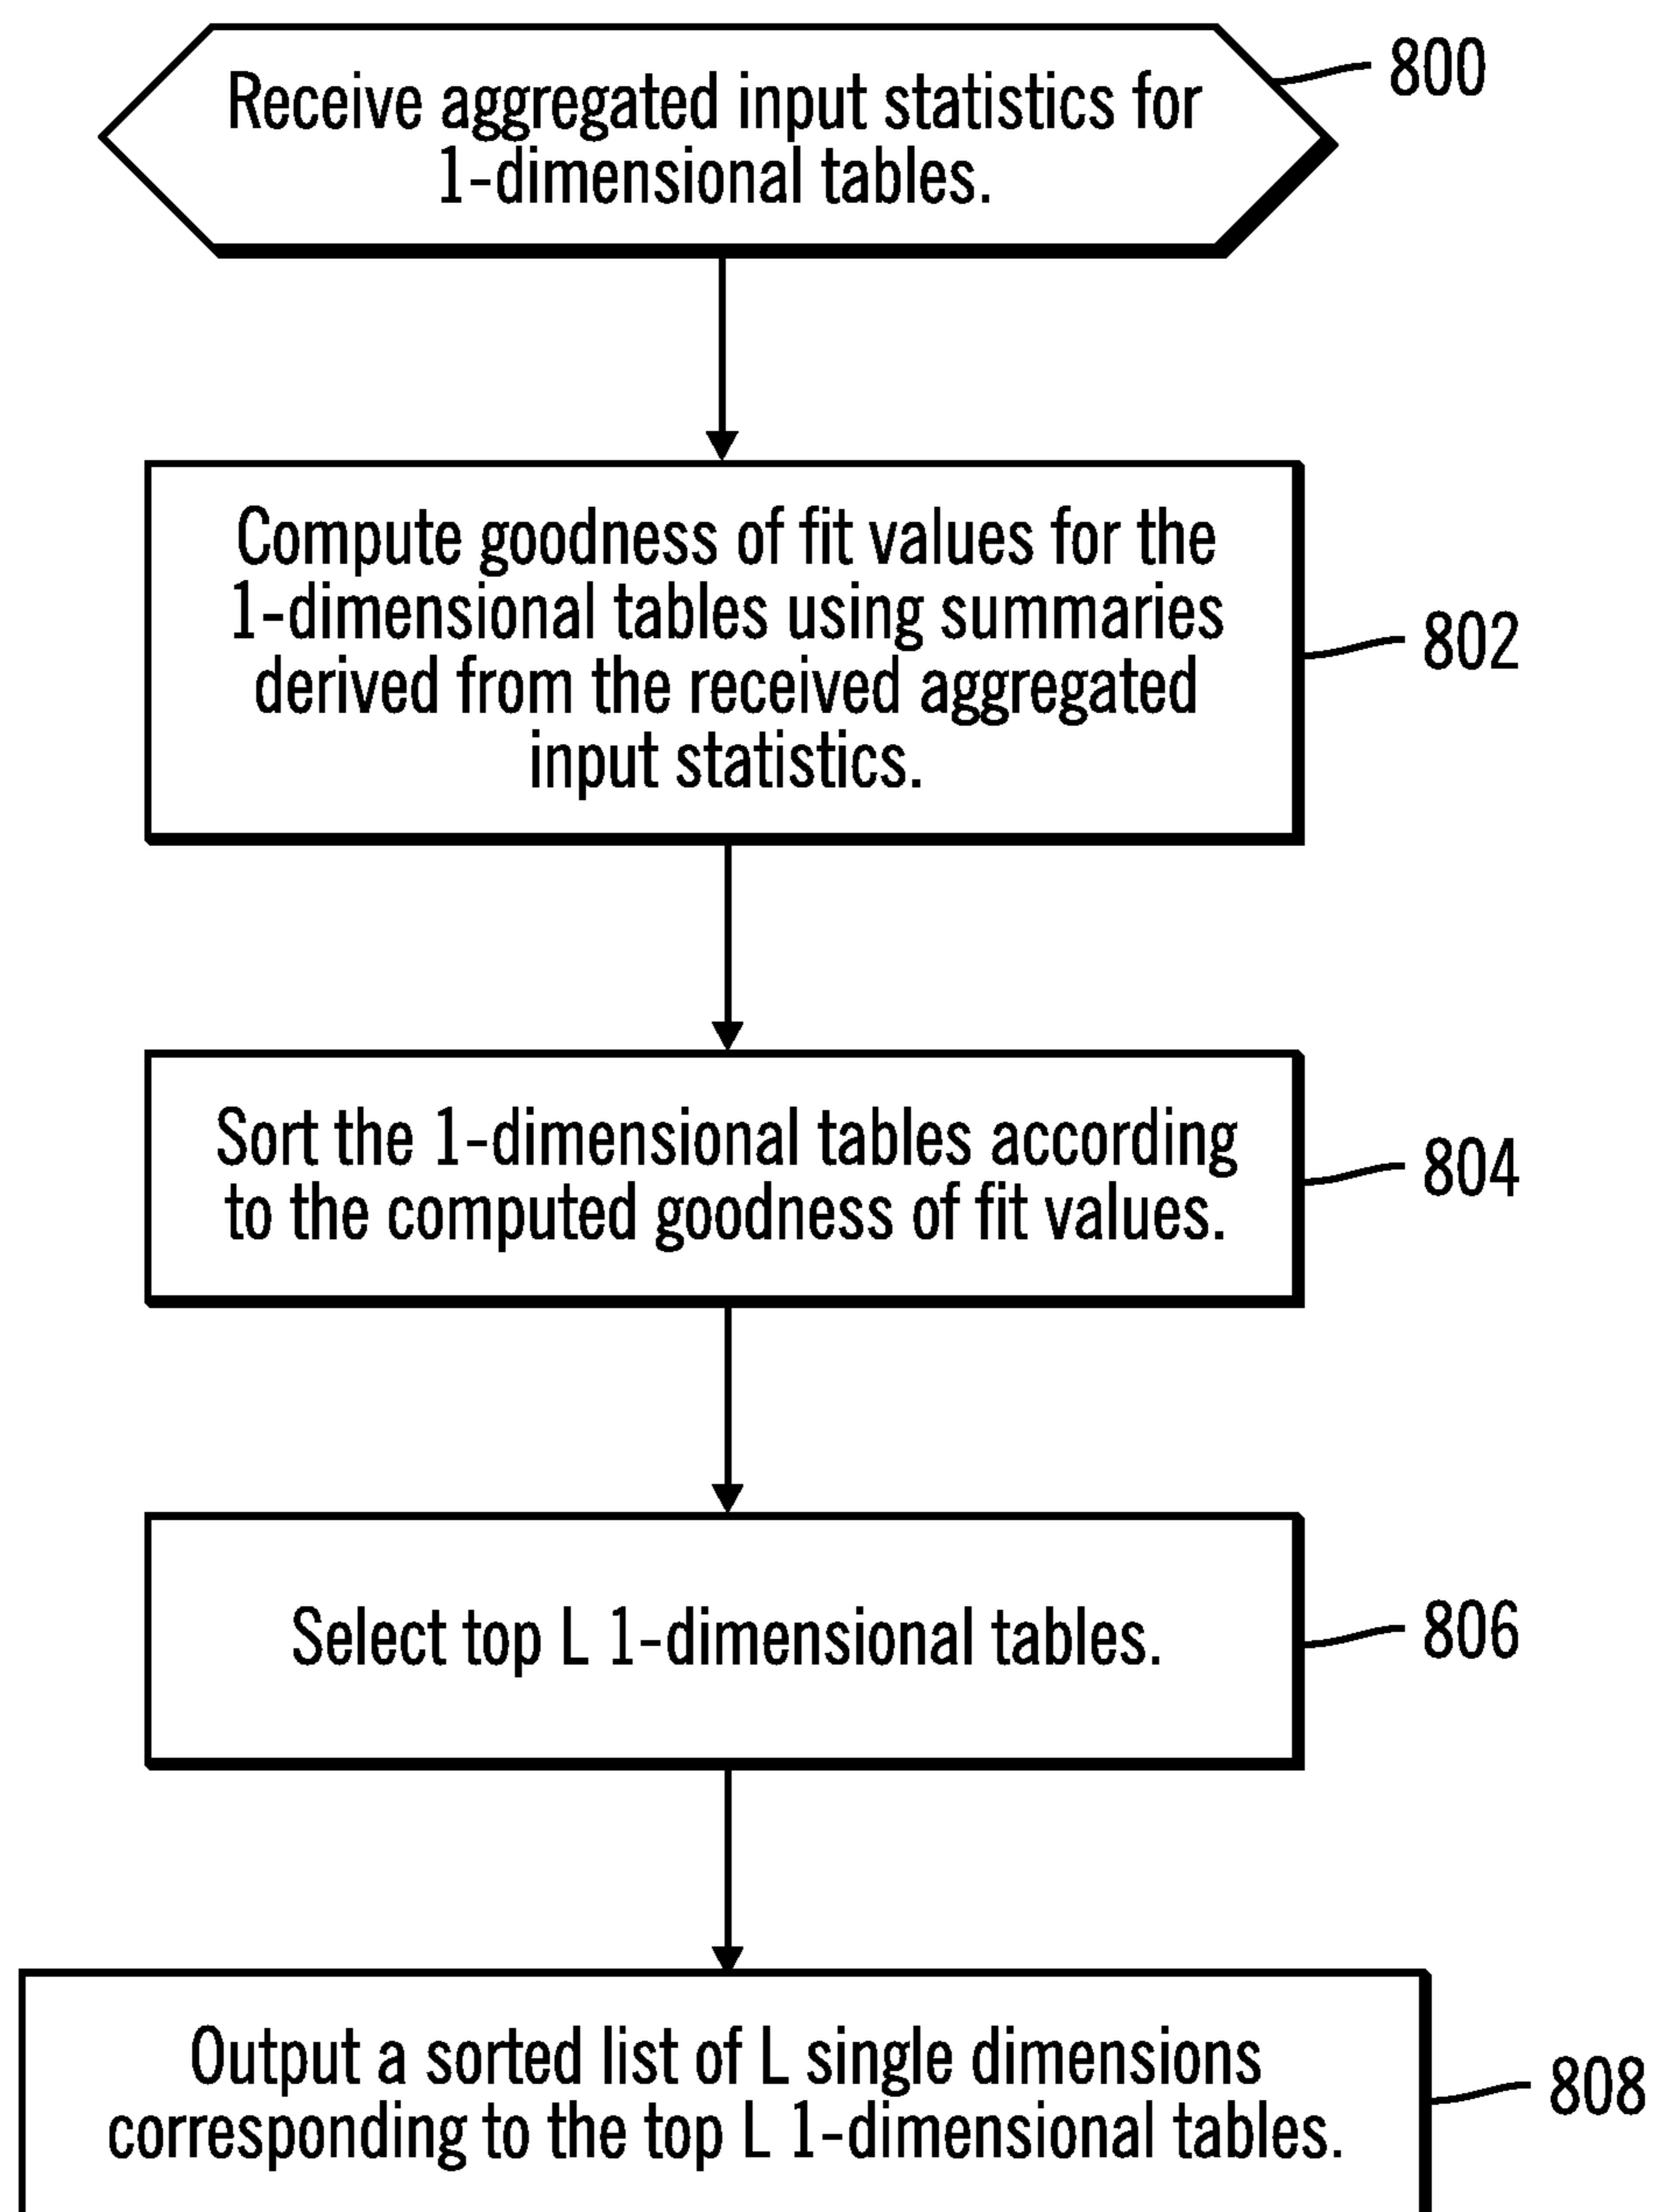 Receive aggregated input statistics for
1-dimensional tables.
800
Compute goodness of fit values for the
1-dimensional tables using summaries
derived from the received aggregated
input statistics.
802
Sort the 1-dimensional tables according
to the computed goodness of fit values.
804
Select top L 1-dimensional tables.
806
Output a sorted list of L single dimensions
corresponding to the top L 1-dimensional tables.
808